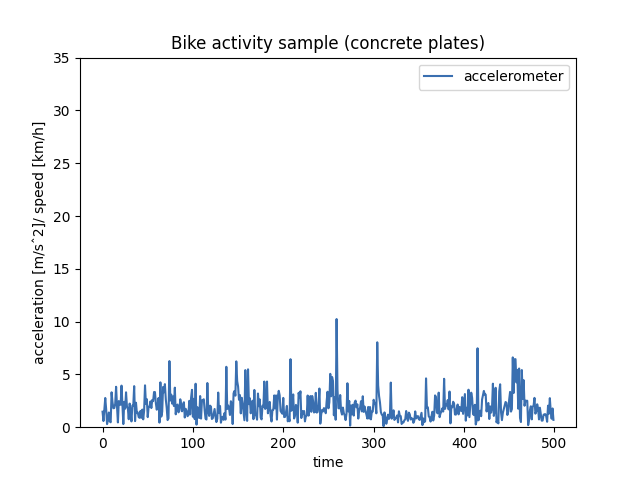 Bike activity sample (concrete plates)
accelerometer
35
30
25
20
15
10
5
0
acceleration [m/sˆ2]/ speed [km/h]
0 100 200 300 400 500
time